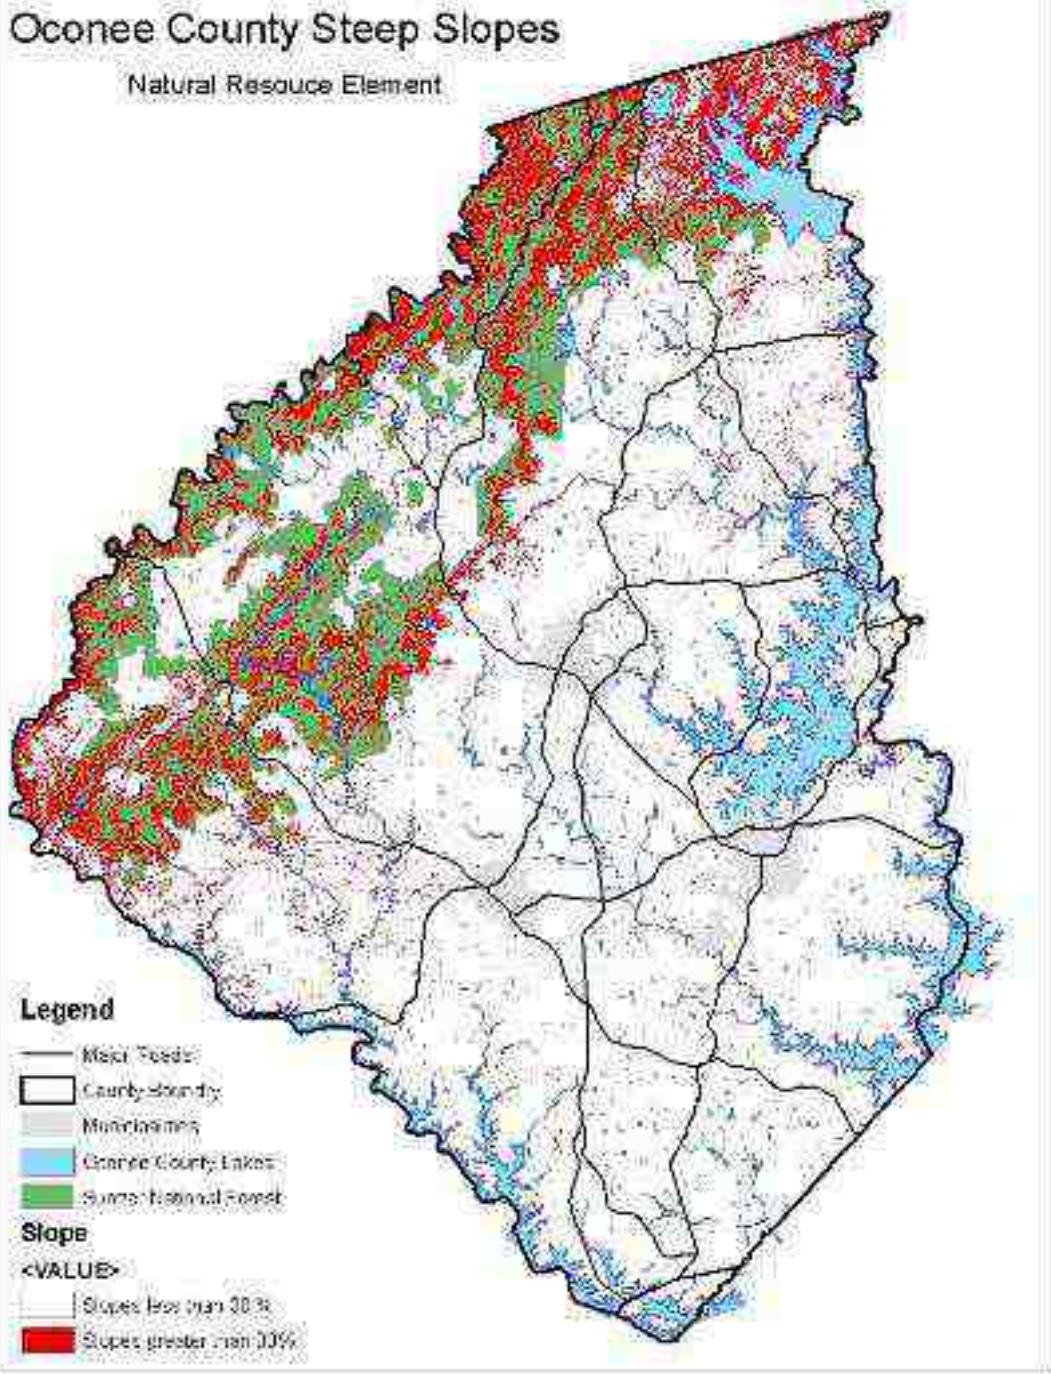 Oconee County Steep Slopes
Natural Resouce Element
Legend
Major Roads
County Boundry
Municipalities
Oconee County Lakes
Sumter National Forest
Slope
<VALUE>
Slopes less than 30 %
Slopes greater than 30%